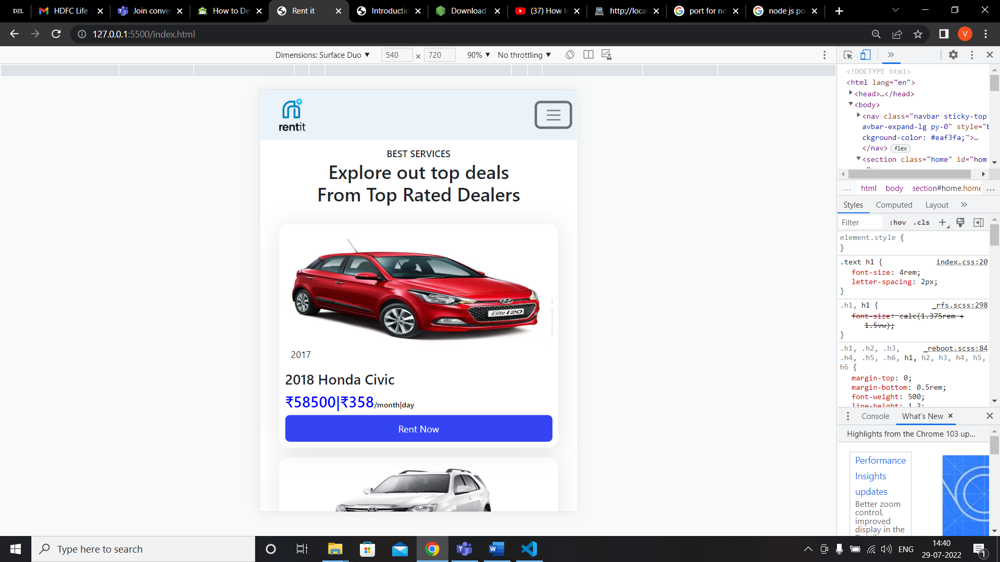 D2L
HDFC Life
Join conve
How to De
Rent it
Introductio
Download
(37) How t
http://local
port for no
node js po
127.0.0.1:5500/index.html
V
Dimensions: Surface Duo ▼ 540 × 720 90% ▼ No throttling ▼
rentit
BEST SERVICES
Explore out top deals
From Top Rated Dealers
Elite i20
2017
2018 Honda Civic
₹58500|₹358/month|day
Rent Now
<!DOCTYPE html>
<html lang="en">
<head>…</head>
<body>
<nav class="navbar sticky-top
avbar-expand-lg py-0" style="b
ckground-color: #eaf3fa;">…
</nav> flex
<section class="home" id="hom
… html body section#home.home …
Styles Computed Layout »
Filter :hov .cls +
element.style {
}
.text h1 { index.css:20
font-size: 4rem;
letter-spacing: 2px;
}
.h1, h1 { _rfs.scss:298
font-size: calc(1.375rem +
1.5vw);
}
.h1, .h2, .h3, _reboot.scss:84
.h4, .h5, .h6, h1, h2, h3, h4, h5,
h6 {
margin-top: 0;
margin-bottom: 0.5rem;
font-weight: 500;
line-height: 1.2;
Console What's New ×
Highlights from the Chrome 103 up...
Performance
Insights
updates
Better zoom
control,
improved
display in the
Type here to search
ENG
14:40
29-07-2022
1